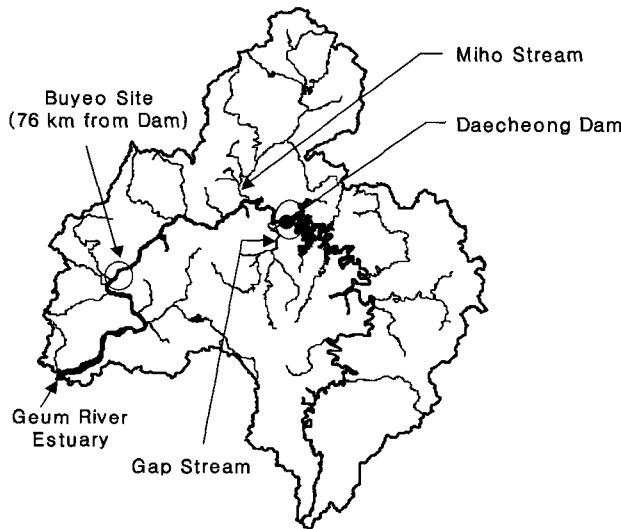 Miho Stream
Buyeo Site
(76 km from Dam)
Daecheong Dam
Geum River
Estuary
Gap Stream